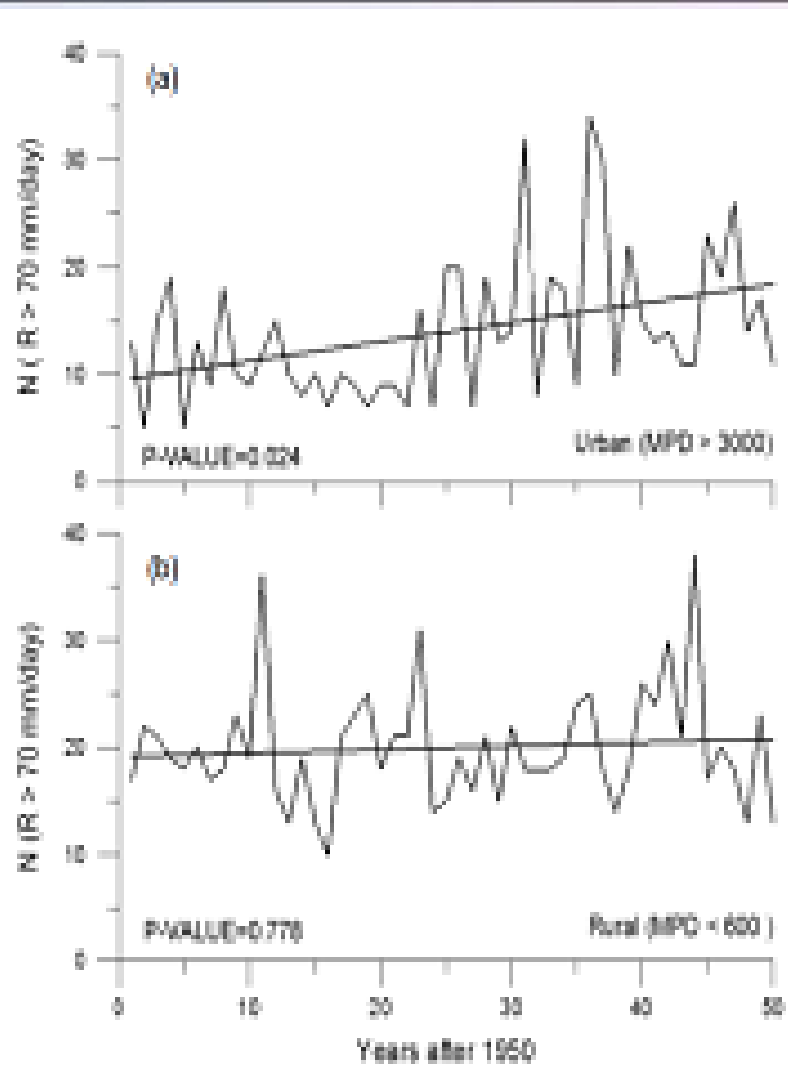 (a)
40
30
20
10
0
N ( R > 70 mm/day)
P-VALUE=0.024
Urban (MPD > 3000)
(b)
40
30
20
10
0
N (R > 70 mm/day)
P-VALUE=0.778
Rural (MPD < 600 )
0 10 20 30 40 50
Years after 1950